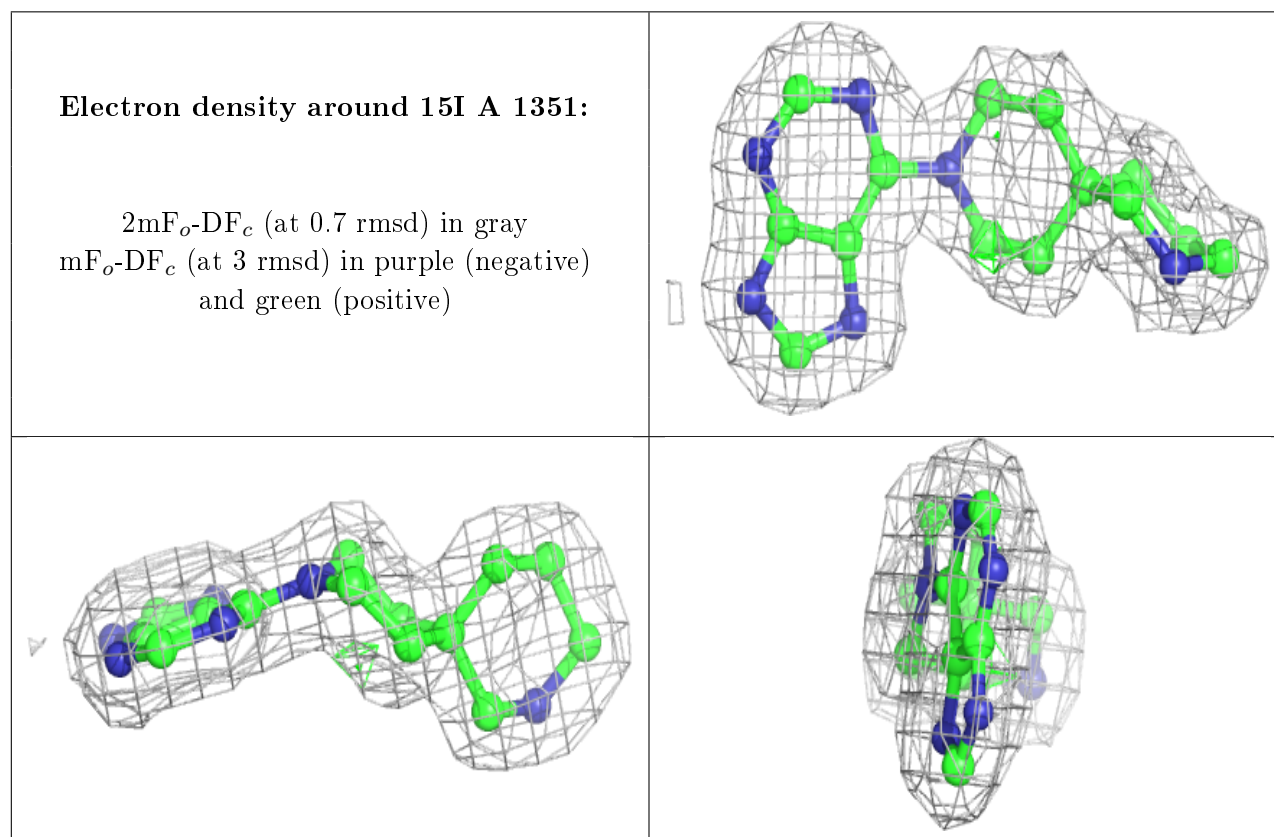 Electron density around 15I A 1351:
2mFo-DFc (at 0.7 rmsd) in gray
mFo-DFc (at 3 rmsd) in purple (negative)
and green (positive)